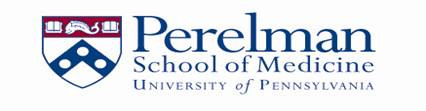 Perelman
School of Medicine
University of Pennsylvania